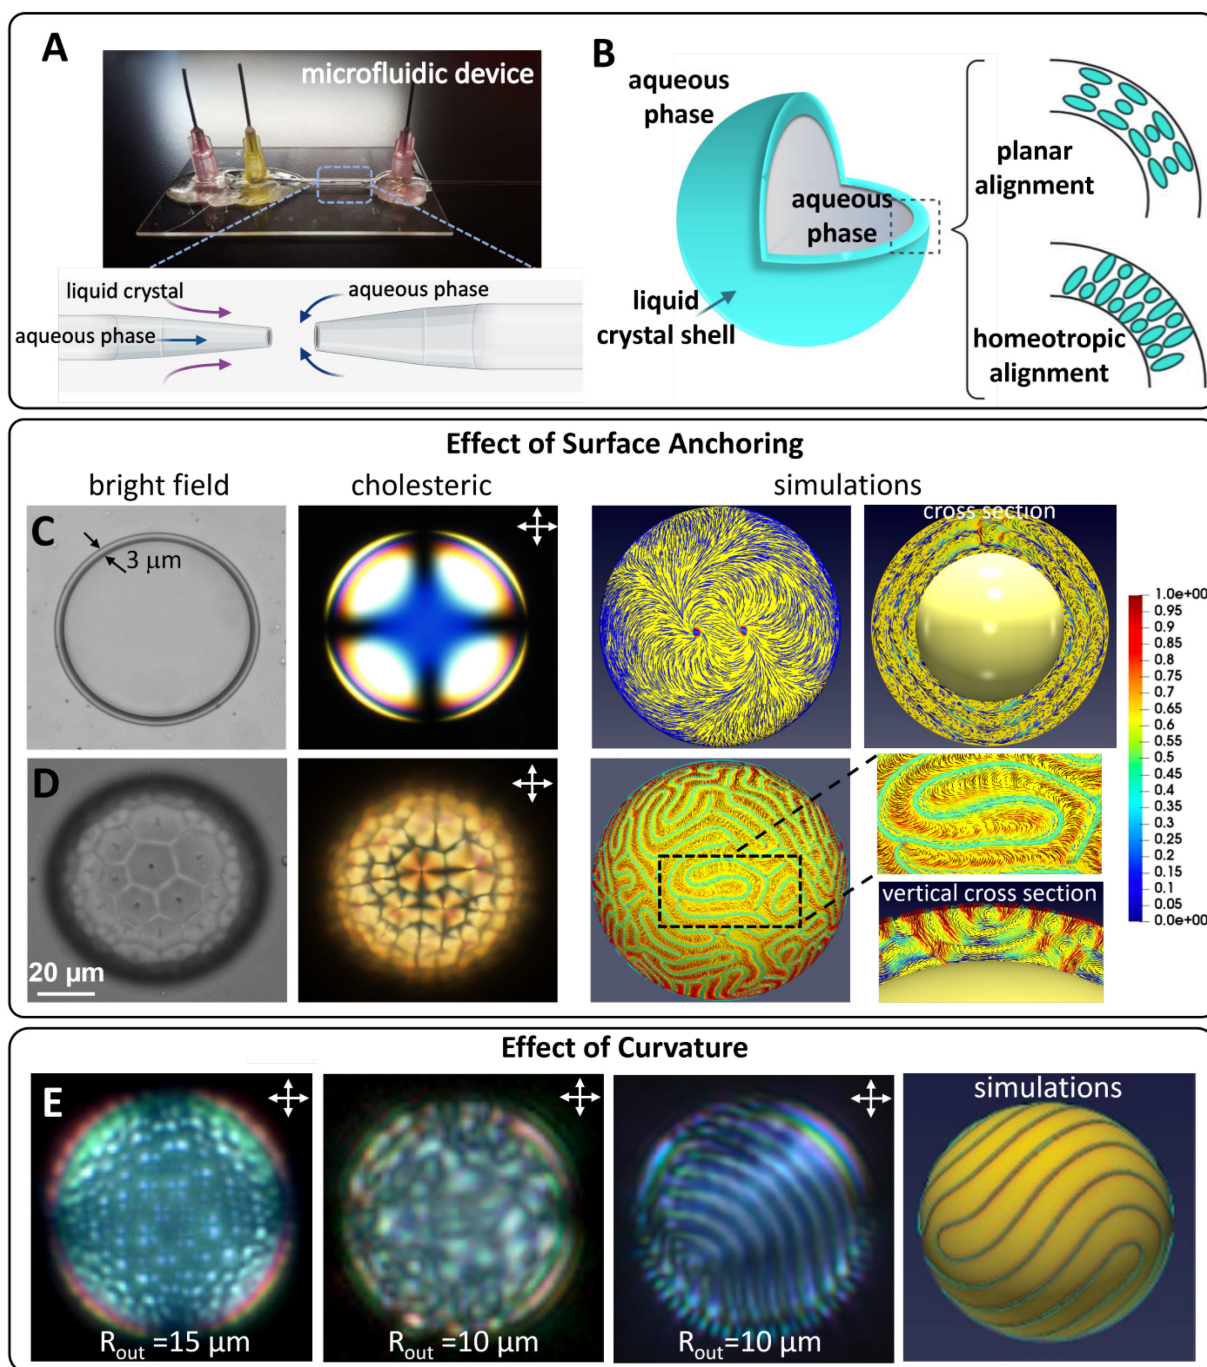 A
microfluidic device
liquid crystal
aqueous phase
aqueous phase
B
aqueous
phase
aqueous
phase
liquid
crystal shell
planar
alignment
homeotropic
alignment
Effect of Surface Anchoring
bright field
cholesteric
simulations
C
3 μm
cross section
D
20 μm
vertical cross section
1.0e+00
0.95
0.9
0.85
0.8
0.75
0.7
0.65
0.6
0.55
0.5
0.45
0.4
0.35
0.3
0.25
0.2
0.15
0.1
0.05
0.0e+00
Effect of Curvature
E
simulations
Rout =15 μm
Rout =10 μm
Rout =10 μm